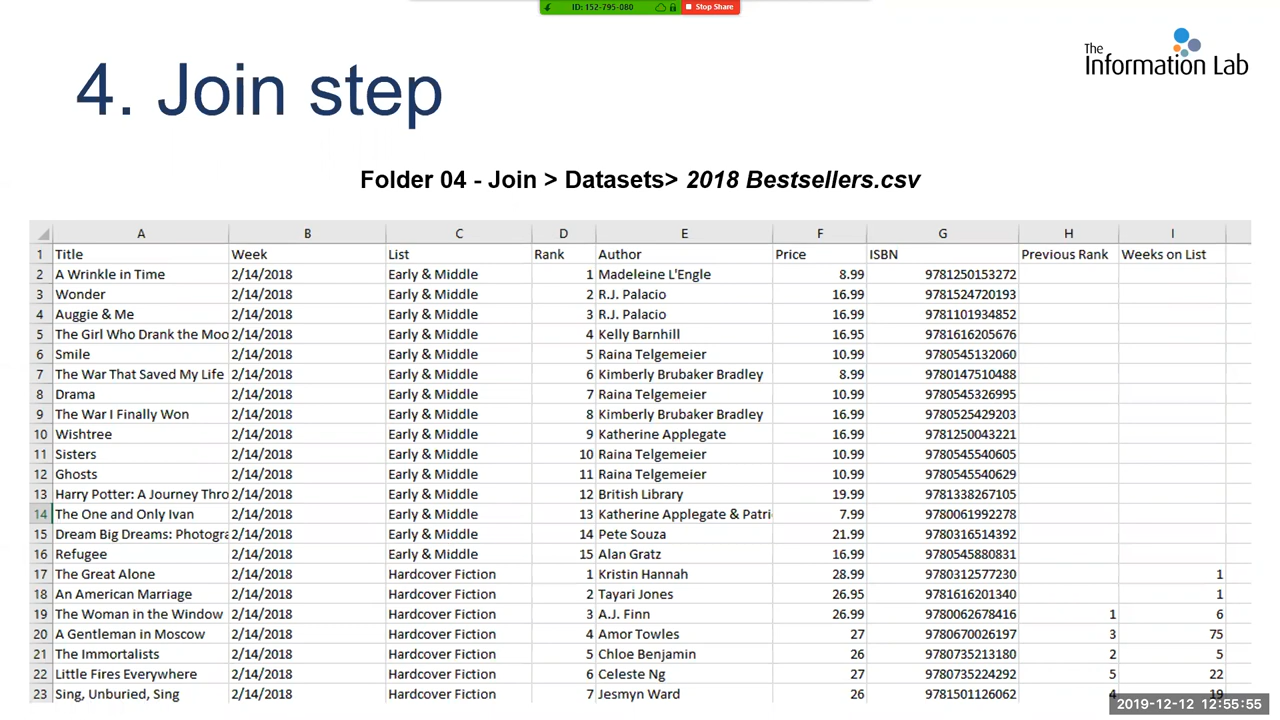 ID: 152-795-080 Stop Share
The
Information Lab
4. Join step
Folder 04 - Join > Datasets> 2018 Bestsellers.csv
A B C D E F G H I
1 Title Week List Rank Author Price ISBN Previous Rank Weeks on List
2 A Wrinkle in Time 2/14/2018 Early & Middle 1 Madeleine L'Engle 8.99 9781250153272
3 Wonder 2/14/2018 Early & Middle 2 R.J. Palacio 16.99 9781524720193
4 Auggie & Me 2/14/2018 Early & Middle 3 R.J. Palacio 16.99 9781101934852
5 The Girl Who Drank the Moo 2/14/2018 Early & Middle 4 Kelly Barnhill 16.95 9781616205676
6 Smile 2/14/2018 Early & Middle 5 Raina Telgemeier 10.99 9780545132060
7 The War That Saved My Life 2/14/2018 Early & Middle 6 Kimberly Brubaker Bradley 8.99 9780147510488
8 Drama 2/14/2018 Early & Middle 7 Raina Telgemeier 10.99 9780545326995
9 The War I Finally Won 2/14/2018 Early & Middle 8 Kimberly Brubaker Bradley 16.99 9780525429203
10 Wishtree 2/14/2018 Early & Middle 9 Katherine Applegate 16.99 9781250043221
11 Sisters 2/14/2018 Early & Middle 10 Raina Telgemeier 10.99 9780545540605
12 Ghosts 2/14/2018 Early & Middle 11 Raina Telgemeier 10.99 9780545540629
13 Harry Potter: A Journey Thro 2/14/2018 Early & Middle 12 British Library 19.99 9781338267105
14 The One and Only Ivan 2/14/2018 Early & Middle 13 Katherine Applegate & Patri 7.99 9780061992278
15 Dream Big Dreams: Photogra 2/14/2018 Early & Middle 14 Pete Souza 21.99 9780316514392
16 Refugee 2/14/2018 Early & Middle 15 Alan Gratz 16.99 9780545880831
17 The Great Alone 2/14/2018 Hardcover Fiction 1 Kristin Hannah 28.99 9780312577230 1
18 An American Marriage 2/14/2018 Hardcover Fiction 2 Tayari Jones 26.95 9781616201340 1
19 The Woman in the Window 2/14/2018 Hardcover Fiction 3 A.J. Finn 26.99 9780062678416 1 6
20 A Gentleman in Moscow 2/14/2018 Hardcover Fiction 4 Amor Towles 27 9780670026197 3 75
21 The Immortalists 2/14/2018 Hardcover Fiction 5 Chloe Benjamin 26 9780735213180 2 5
22 Little Fires Everywhere 2/14/2018 Hardcover Fiction 6 Celeste Ng 27 9780735224292 5 22
23 Sing, Unburied, Sing 2/14/2018 Hardcover Fiction 7 Jesmyn Ward 26 9781501126062 4 19
2019-12-12 12:55:55